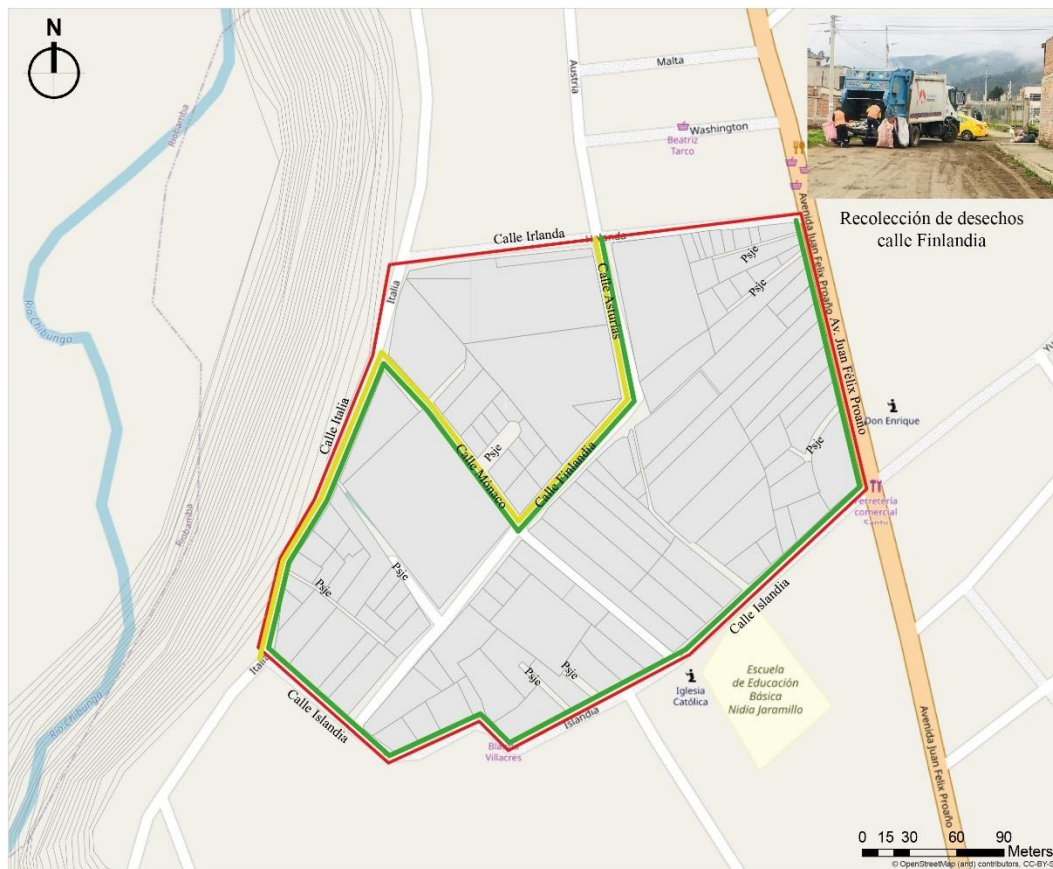 N
Austria
Malta
Washington
Beatriz
Tarco
Riobamba
Recolección de desechos
calle Finlandia
Avenida Juan Felix Proaño
Calle Irlanda
Italia
Calle Asturias
Psje
Psje
Av. Juan Félix Proaño
Río Chibunga
Calle Italia
Don Enrique
Psje
Psje
Calle Mónaco
Calle Finlandia
Ferretería
comercial
Riobamba
Psje
Psje
Calle Islandia
Psje
Psje
Iglesia
Católica
Escuela
de Educación
Básica
Nidia Jaramillo
Calle Islandia
Islandia
Villacres
Río Chibunga
Avenida Juan Felix Proaño
0 15 30 60 90
Meters
© OpenStreetMap (and) contributors, CC-BY-S